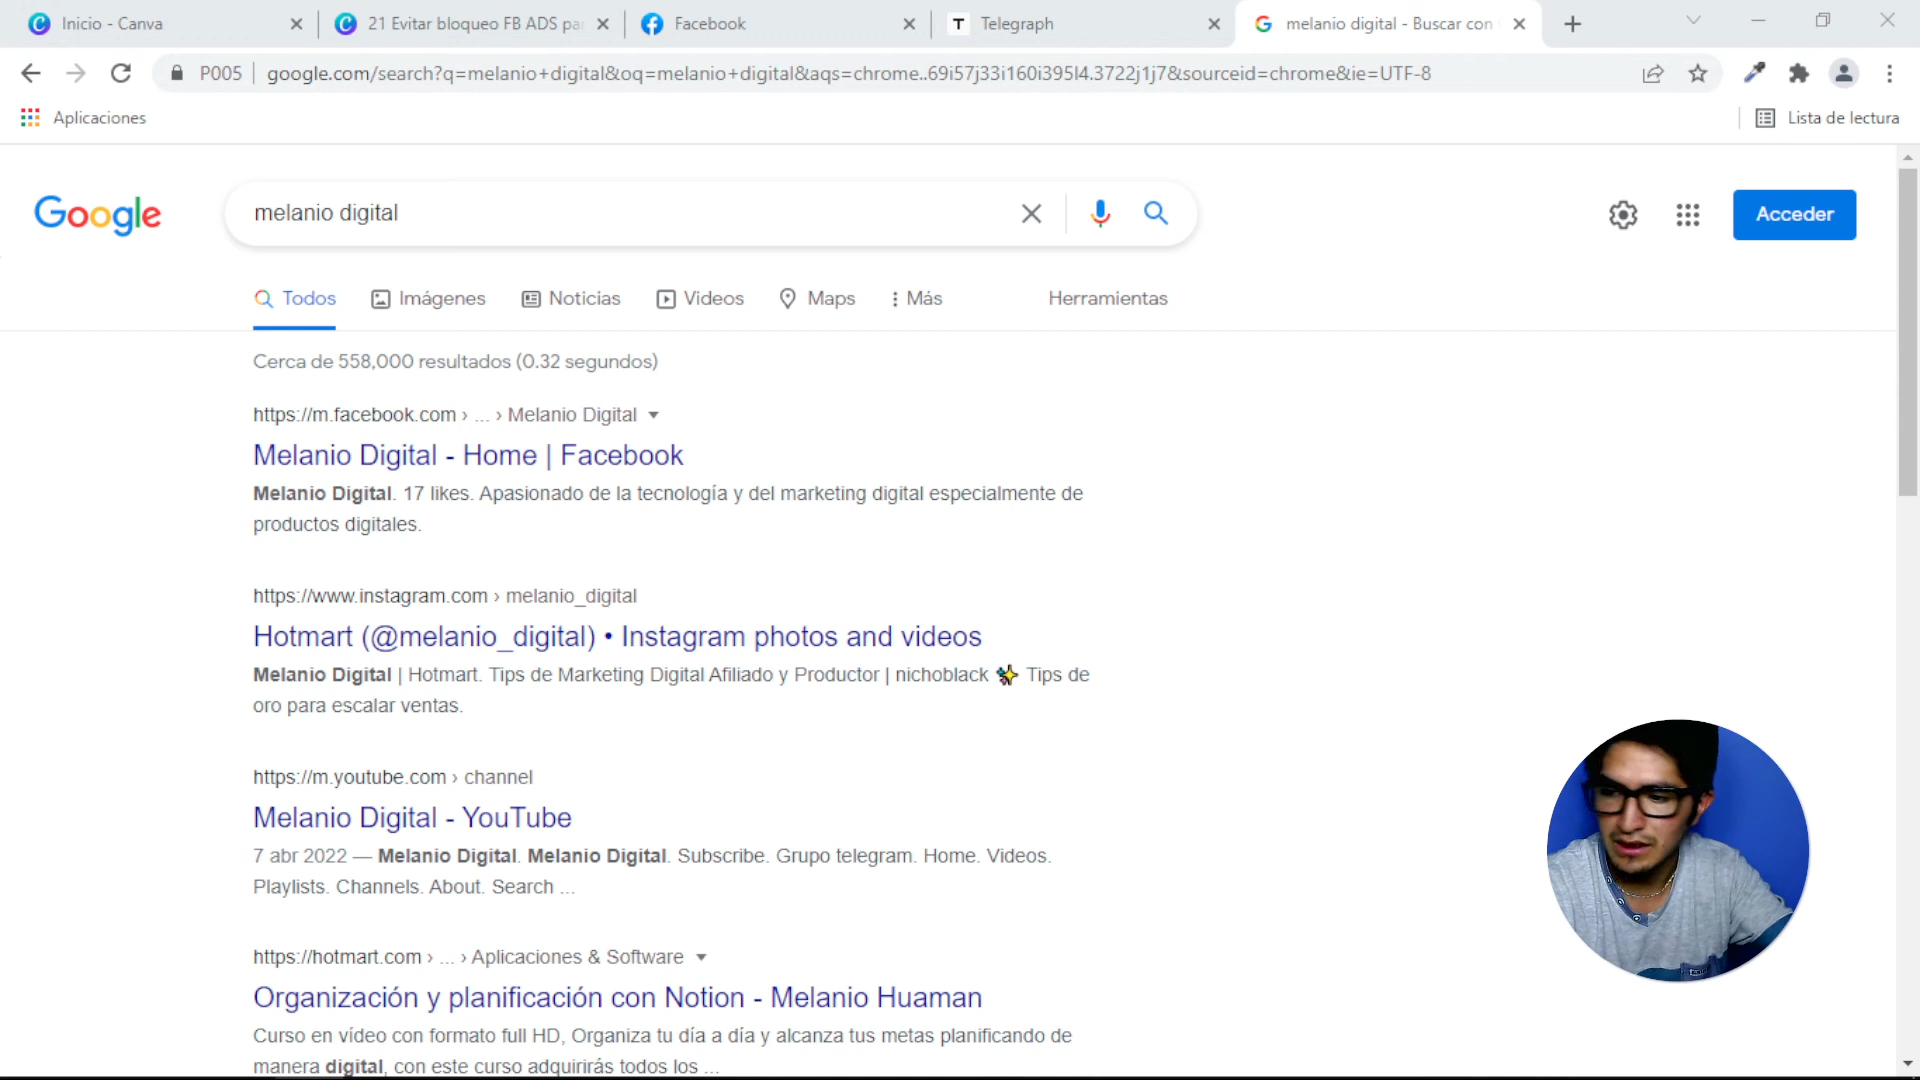 Inicio - Canva
21 Evitar bloqueo FB ADS pa
Facebook
Telegraph
melanio digital - Buscar con
P005
google.com/search?q=melanio+digital&oq=melanio+digital&aqs=chrome..69i57j33i160i395l4.3722j1j7&sourceid=chrome&ie=UTF-8
Aplicaciones
Lista de lectura
Google
melanio digital
Acceder
Todos
Imágenes
Noticias
Videos
Maps
Más
Herramientas
Cerca de 558,000 resultados (0.32 segundos)
https://m.facebook.com › ... › Melanio Digital
Melanio Digital - Home | Facebook
Melanio Digital. 17 likes. Apasionado de la tecnología y del marketing digital especialmente de
productos digitales.
https://www.instagram.com › melanio_digital
Hotmart (@melanio_digital) • Instagram photos and videos
Melanio Digital | Hotmart. Tips de Marketing Digital Afiliado y Productor | nichoblack ✨ Tips de
oro para escalar ventas.
https://m.youtube.com › channel
Melanio Digital - YouTube
7 abr 2022 — Melanio Digital. Melanio Digital. Subscribe. Grupo telegram. Home. Videos.
Playlists. Channels. About. Search ...
https://hotmart.com › ... › Aplicaciones & Software
Organización y planificación con Notion - Melanio Huaman
Curso en vídeo con formato full HD, Organiza tu día a día y alcanza tus metas planificando de
manera digital, con este curso adquirirás todos los ...